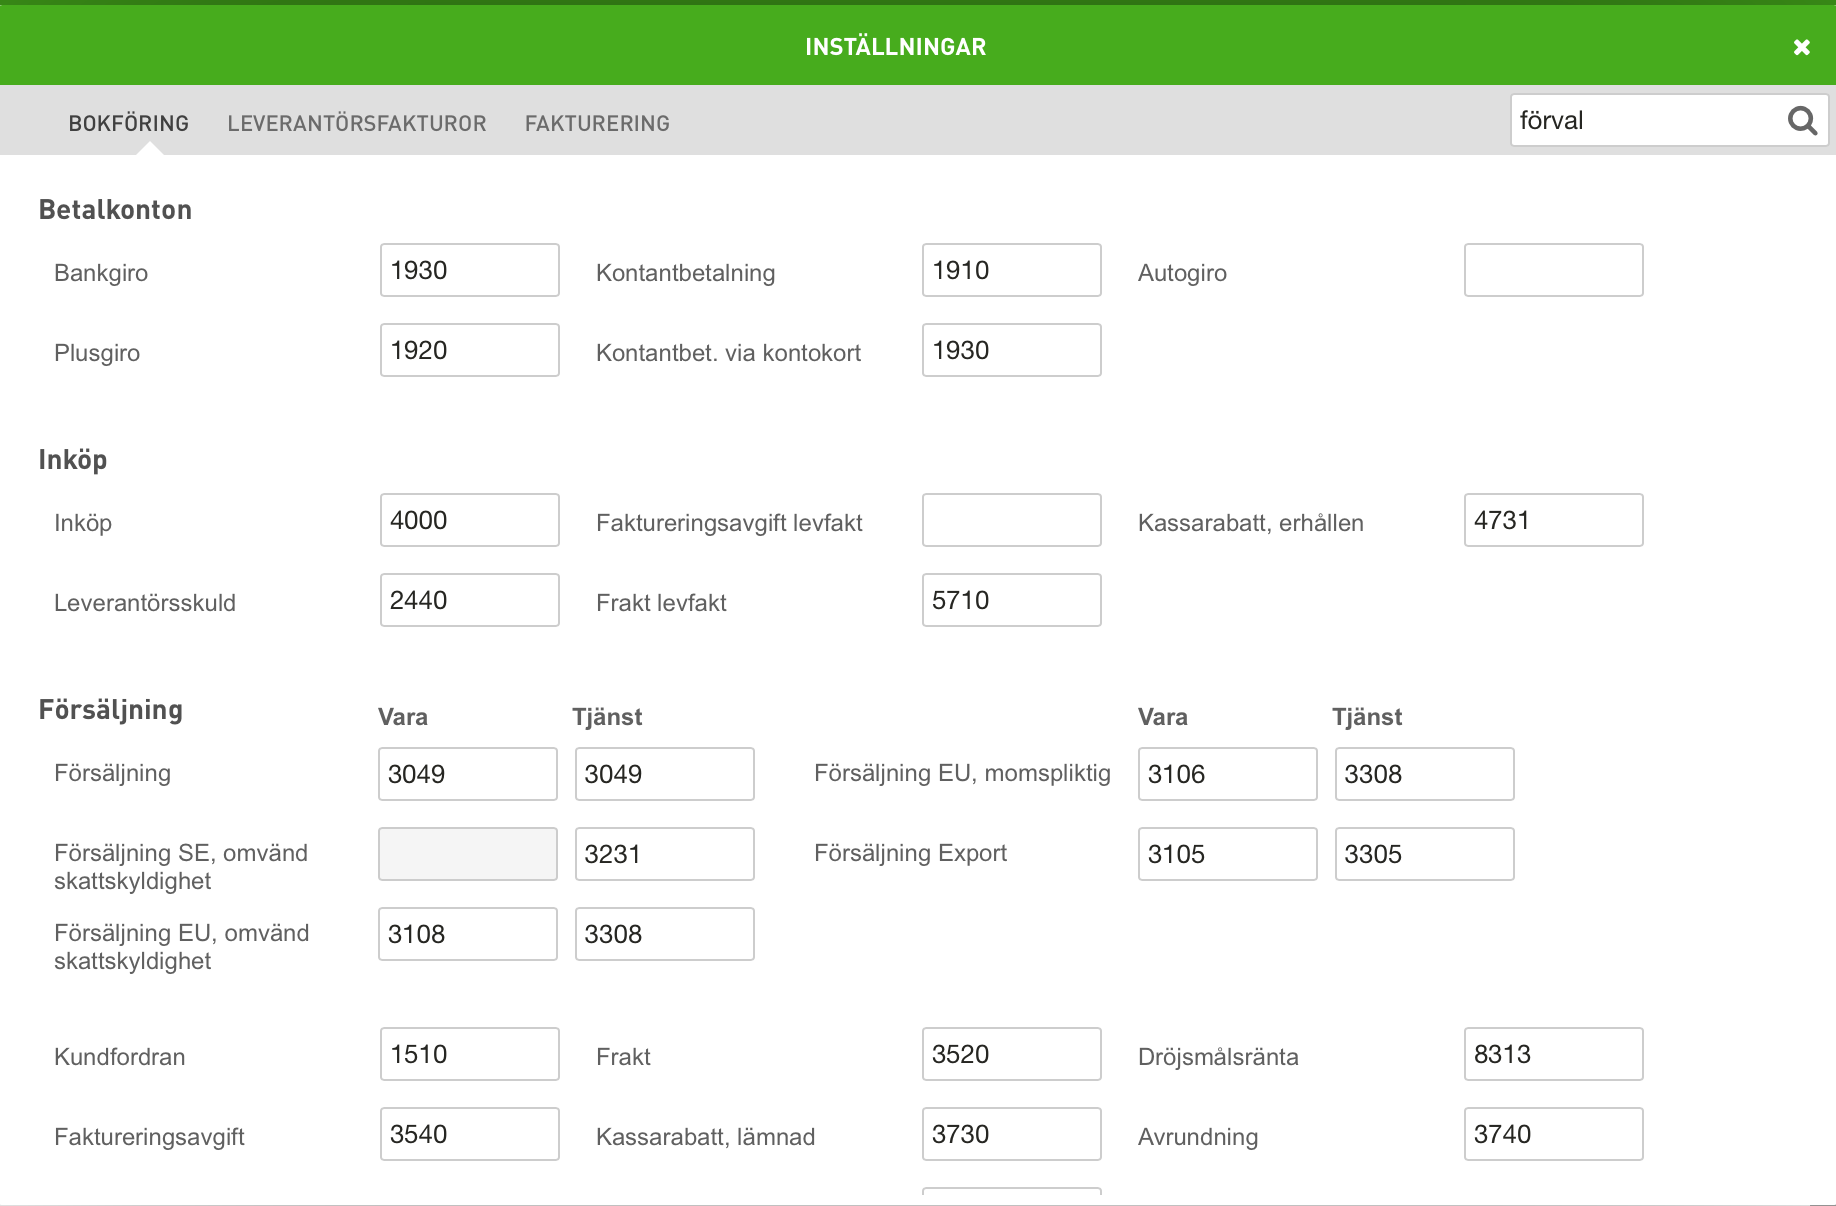 INSTÄLLNINGAR
BOKFÖRING LEVERANTÖRSFAKTUROR FAKTURERING förval
Betalkonton
Bankgiro 1930 Kontantbetalning 1910 Autogiro
Plusgiro 1920 Kontantbet. via kontokort 1930
Inköp
Inköp 4000 Faktureringsavgift levfakt Kassarabatt, erhållen 4731
Leverantörsskuld 2440 Frakt levfakt 5710
Försäljning Vara Tjänst Vara Tjänst
Försäljning 3049 3049 Försäljning EU, momspliktig 3106 3308
Försäljning SE, omvänd
skattskyldighet 3231 Försäljning Export 3105 3305
Försäljning EU, omvänd
skattskyldighet 3108 3308
Kundfordran 1510 Frakt 3520 Dröjsmålsränta 8313
Faktureringsavgift 3540 Kassarabatt, lämnad 3730 Avrundning 3740